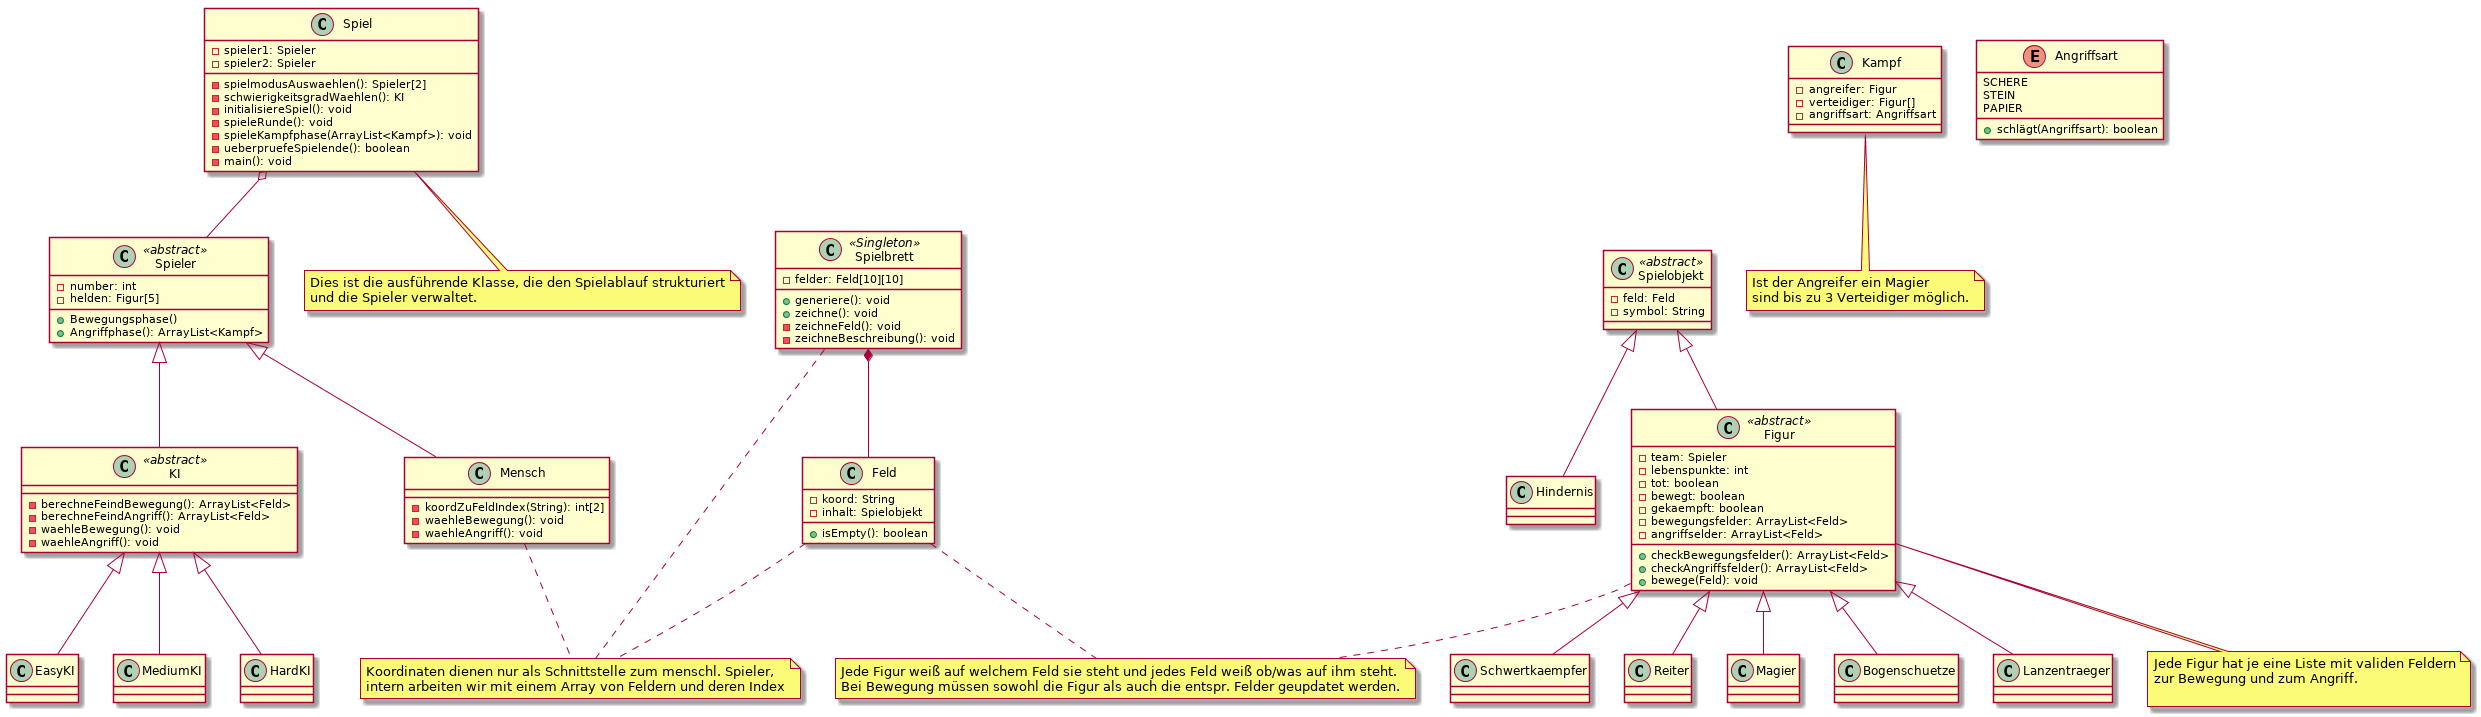 C Spiel
spieler1: Spieler
spieler2: Spieler
spielmodusAuswaehlen(): Spieler[2]
schwierigkeitsgradWaehlen(): KI
initialisiereSpiel(): void
spieleRunde(): void
spieleKampfphase(ArrayList<Kampf>): void
ueberpruefeSpielende(): boolean
main(): void
C Kampf
angreifer: Figur
verteidiger: Figur[]
angriffsart: Angriffsart
E Angriffsart
SCHERE
STEIN
PAPIER
schlägt(Angriffsart): boolean
C «abstract»
Spieler
number: int
helden: Figur[5]
Bewegungsphase()
Angriffphase(): ArrayList<Kampf>
Dies ist die ausführende Klasse, die den Spielablauf strukturiert
und die Spieler verwaltet.
C «Singleton»
Spielbrett
felder: Feld[10][10]
generiere(): void
zeichne(): void
zeichneFeld(): void
zeichneBeschreibung(): void
C «abstract»
Spielobjekt
feld: Feld
symbol: String
Ist der Angreifer ein Magier
sind bis zu 3 Verteidiger möglich.
C «abstract»
KI
berechneFeindBewegung(): ArrayList<Feld>
berechneFeindAngriff(): ArrayList<Feld>
waehleBewegung(): void
waehleAngriff(): void
C Mensch
koordZuFeldIndex(String): int[2]
waehleBewegung(): void
waehleAngriff(): void
C Feld
koord: String
inhalt: Spielobjekt
isEmpty(): boolean
C Hindernis
C «abstract»
Figur
team: Spieler
lebenspunkte: int
tot: boolean
bewegt: boolean
gekaempft: boolean
bewegungsfelder: ArrayList<Feld>
angriffselder: ArrayList<Feld>
checkBewegungsfelder(): ArrayList<Feld>
checkAngriffsfelder(): ArrayList<Feld>
bewege(Feld): void
C EasyKI
C MediumKI
C HardKI
Koordinaten dienen nur als Schnittstelle zum menschl. Spieler,
intern arbeiten wir mit einem Array von Feldern und deren Index
Jede Figur weiß auf welchem Feld sie steht und jedes Feld weiß ob/was auf ihm steht.
Bei Bewegung müssen sowohl die Figur als auch die entspr. Felder geupdatet werden.
C Schwertkaempfer
C Reiter
C Magier
C Bogenschuetze
C Lanzentraeger
Jede Figur hat je eine Liste mit validen Feldern
zur Bewegung und zum Angriff.